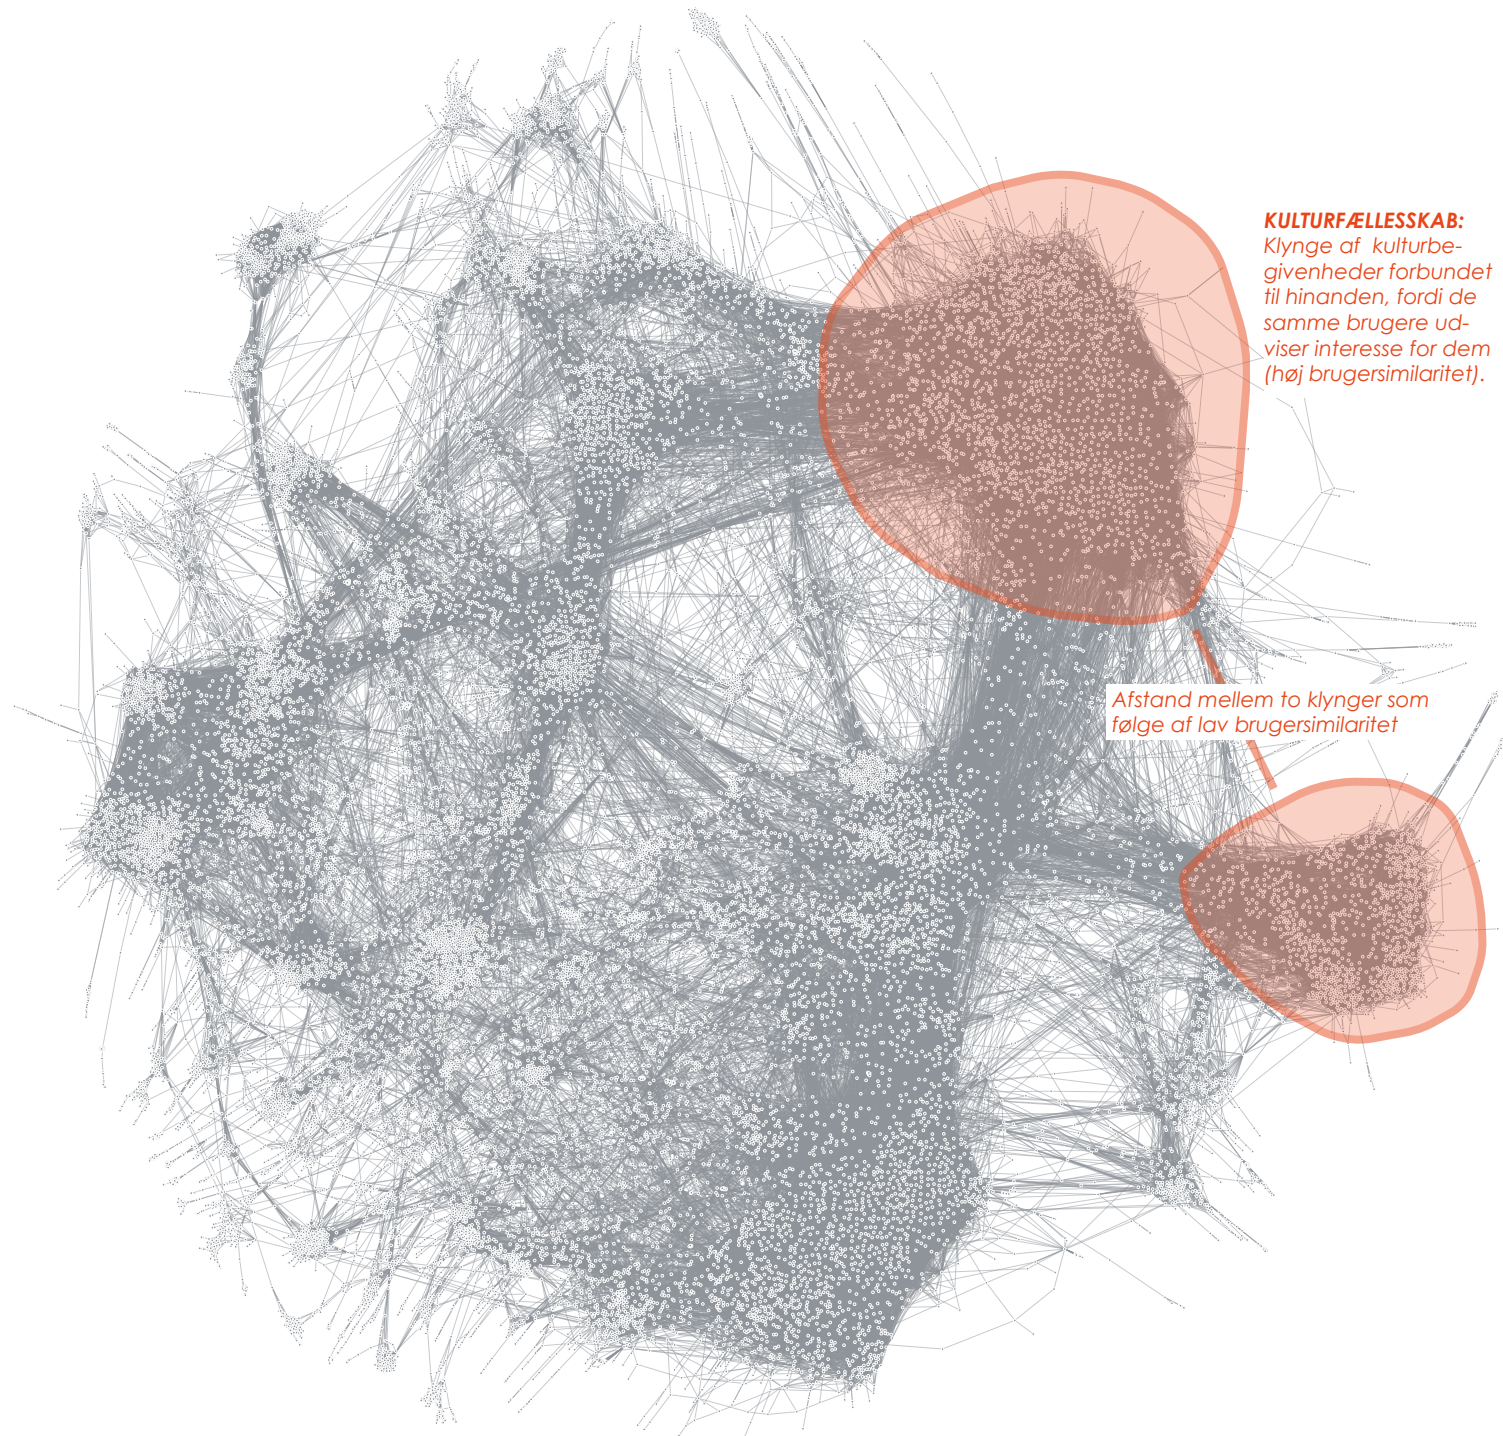 KULTURFÆLLESSKAB:
Klynge af kulturbe-
givenheder forbundet
til hinanden, fordi de
samme brugere ud-
viser interesse for dem
(høj brugersimilaritet).
Afstand mellem to klynger som
følge af lav brugersimilaritet